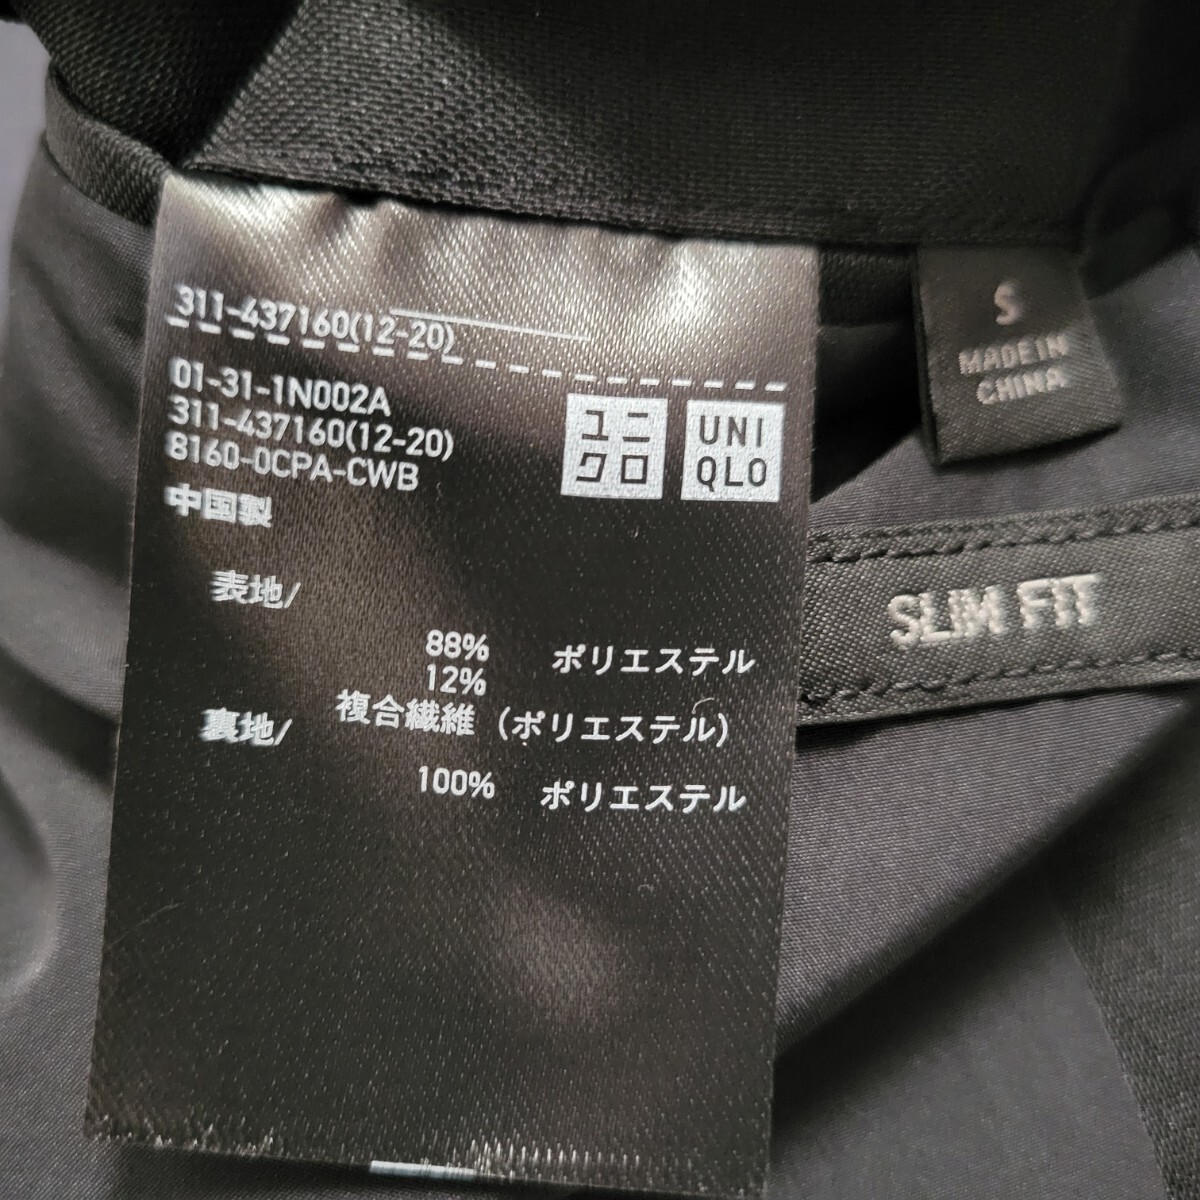 311-437160(12-20)
01-31-1N002A
311-437160(12-20)
8160-0CPA-CWB
中国製
ユニ
クロ
UNI
QLO
表地/
88% ポリエステル
12%
複合繊維 (ポリエステル)
裏地/
100% ポリエステル
S
MADE IN
CHINA
SLIM FIT